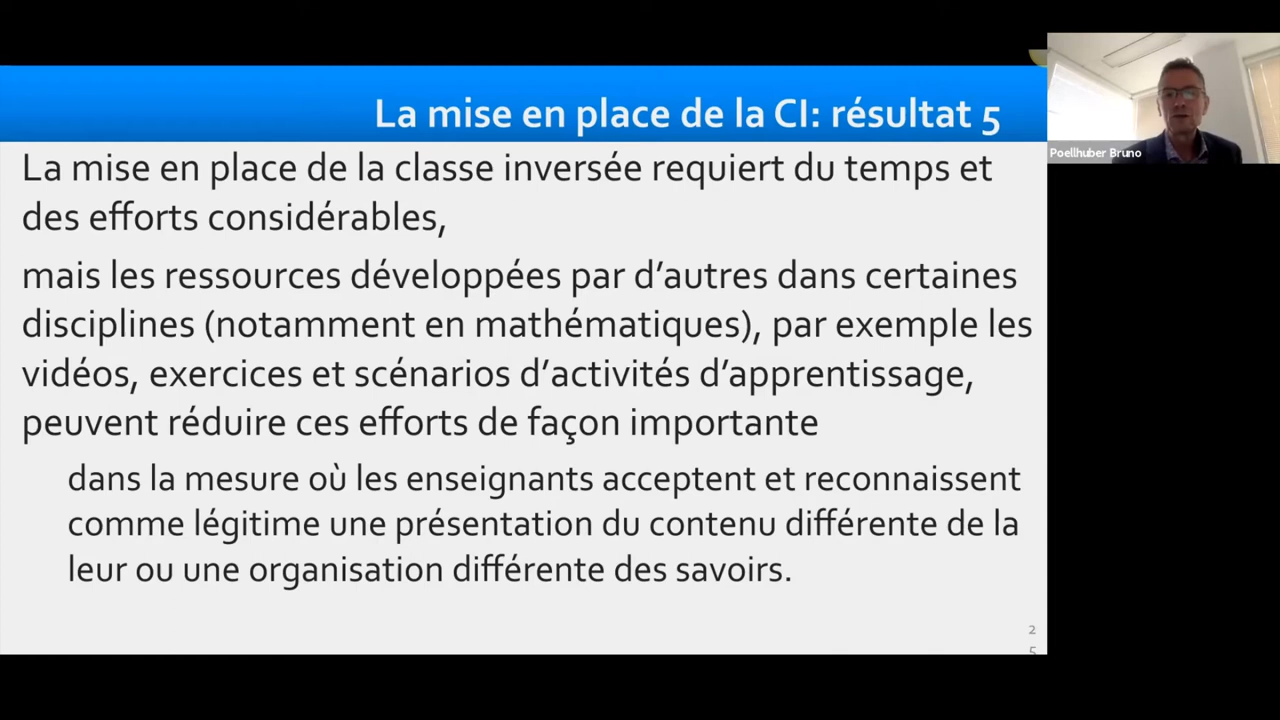 La mise en place de la CI: résultat 5
Poellhuber Bruno
La mise en place de la classe inversée requiert du temps et
des efforts considérables,
mais les ressources développées par d’autres dans certaines
disciplines (notamment en mathématiques), par exemple les
vidéos, exercices et scénarios d’activités d’apprentissage,
peuvent réduire ces efforts de façon importante
dans la mesure où les enseignants acceptent et reconnaissent
comme légitime une présentation du contenu différente de la
leur ou une organisation différente des savoirs.
2
5